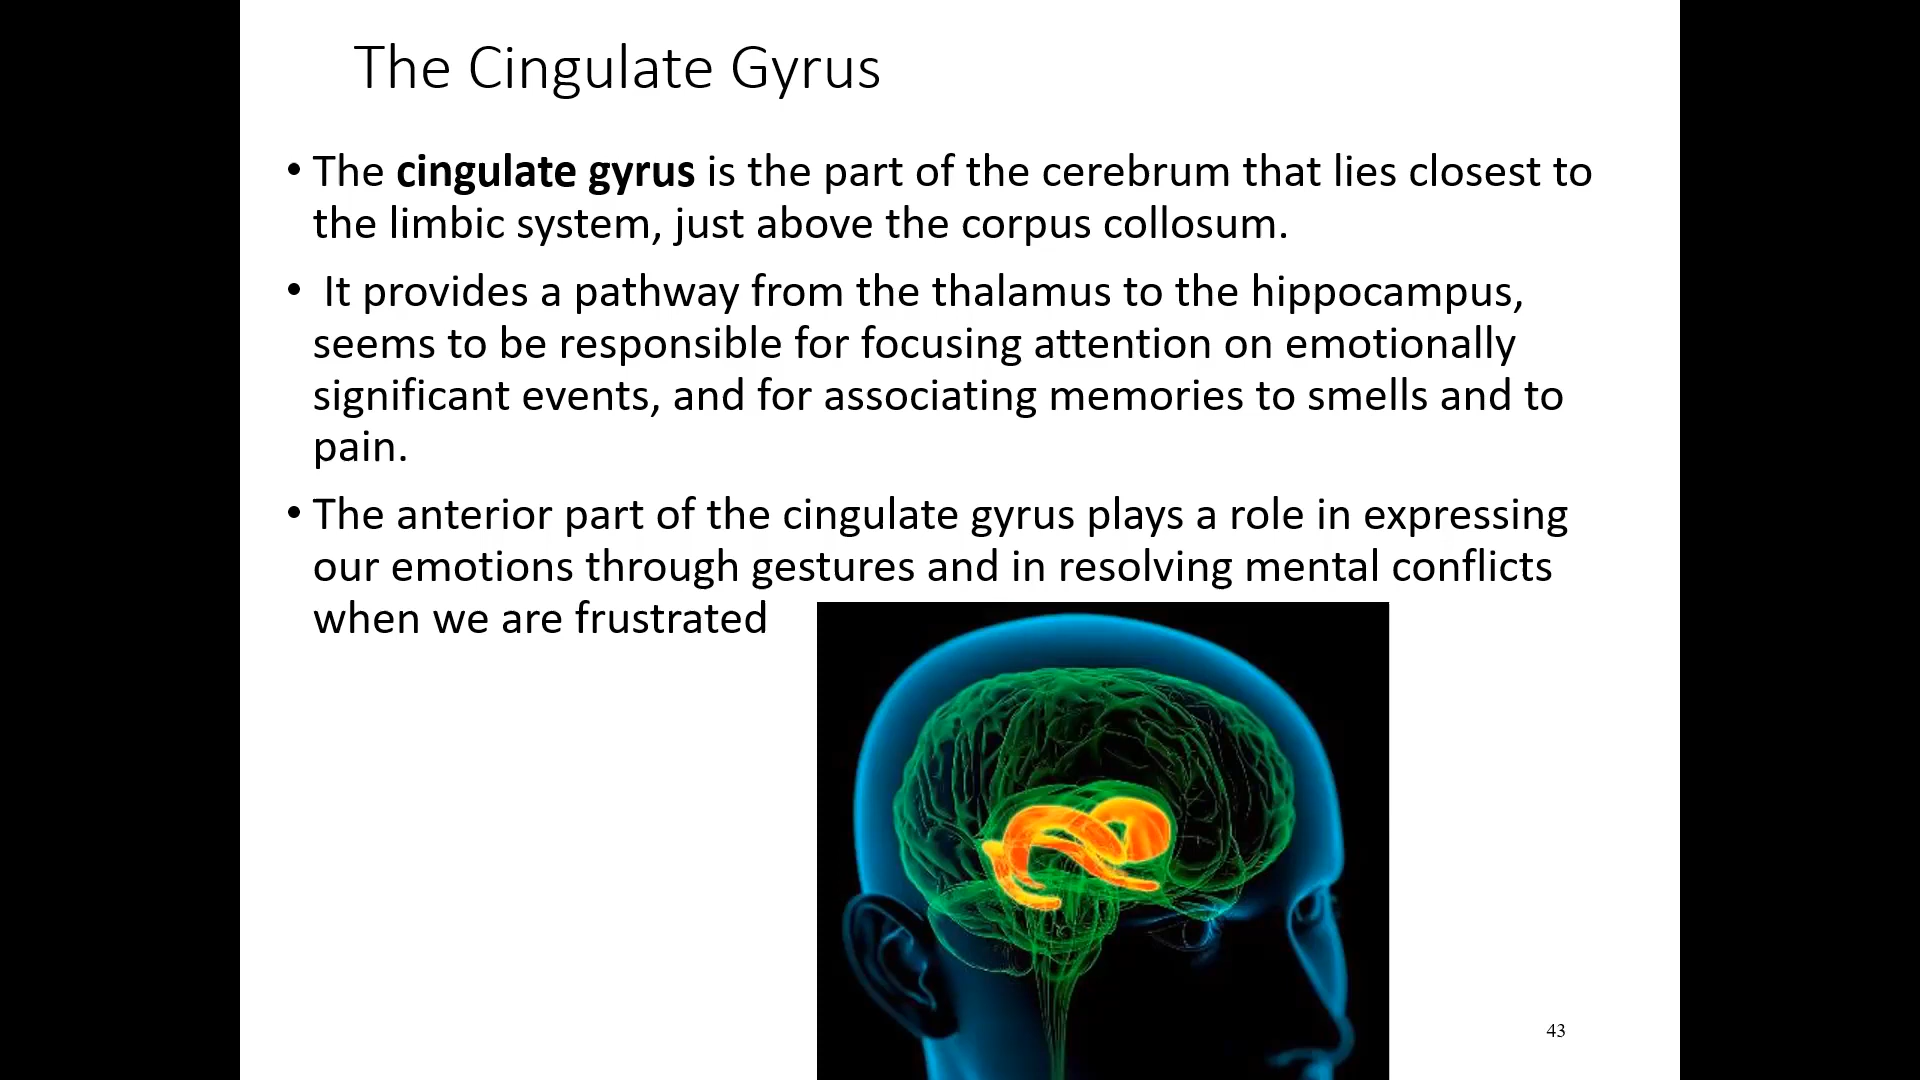 The Cingulate Gyrus
• The cingulate gyrus is the part of the cerebrum that lies closest to
the limbic system, just above the corpus collosum.
• It provides a pathway from the thalamus to the hippocampus,
seems to be responsible for focusing attention on emotionally
significant events, and for associating memories to smells and to
pain.
• The anterior part of the cingulate gyrus plays a role in expressing
our emotions through gestures and in resolving mental conflicts
when we are frustrated
43